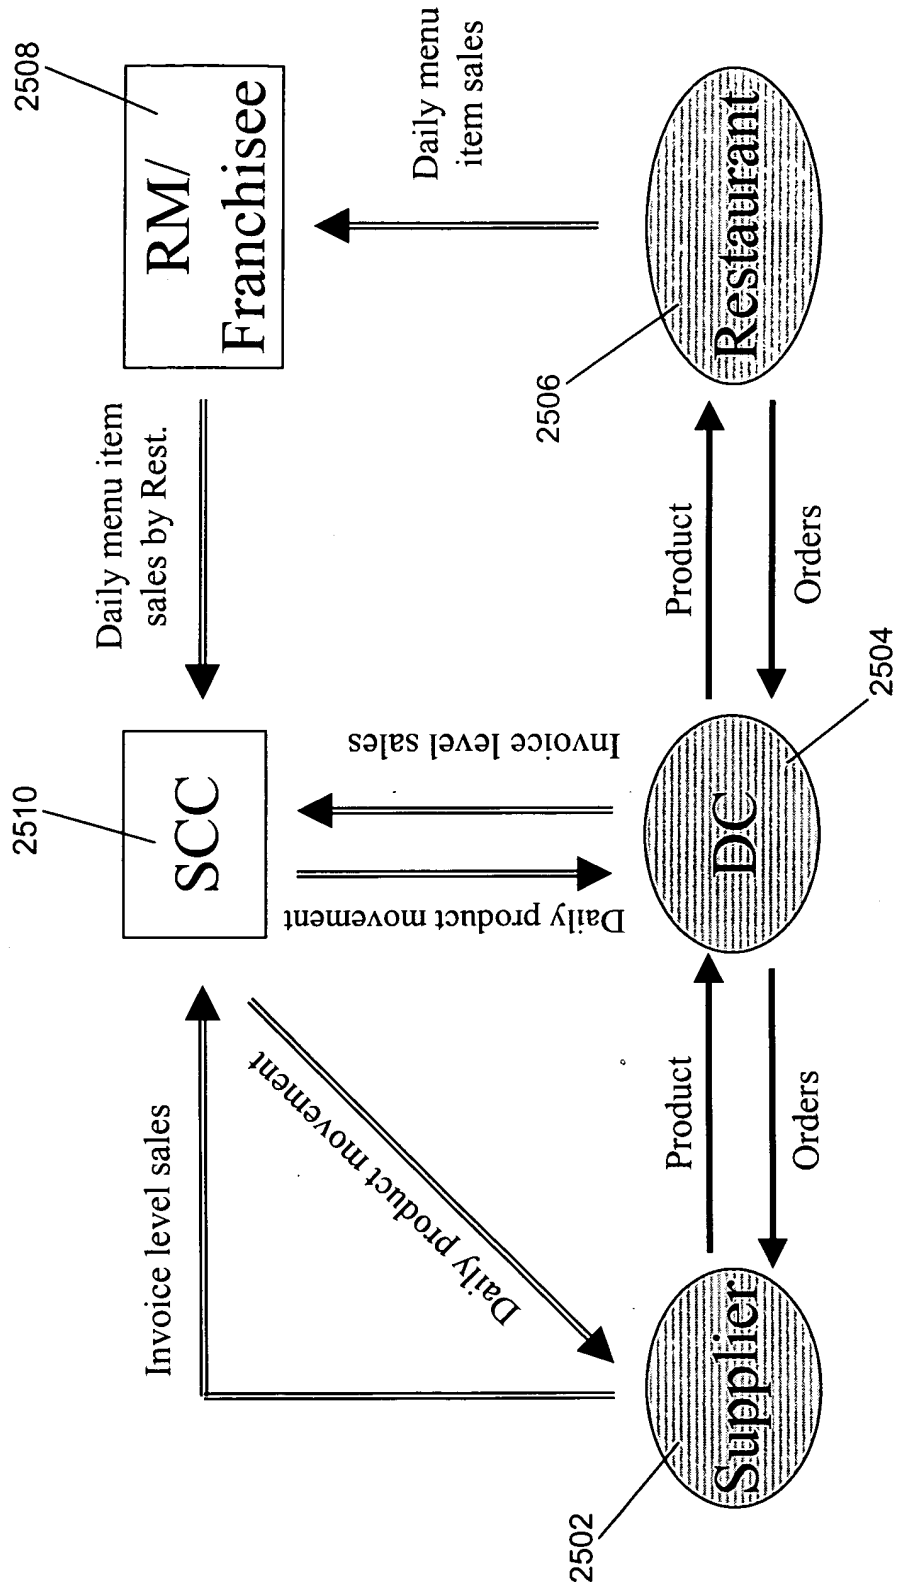 2510
2508
SCC
RM/
Franchisee
Invoice level sales
Daily menu item
sales by Rest.
Daily product movement
Daily product movement
Invoice level sales
Daily menu
item sales
2502
Supplier
Product
Orders
DC
2504
Product
Orders
2506
Restaurant